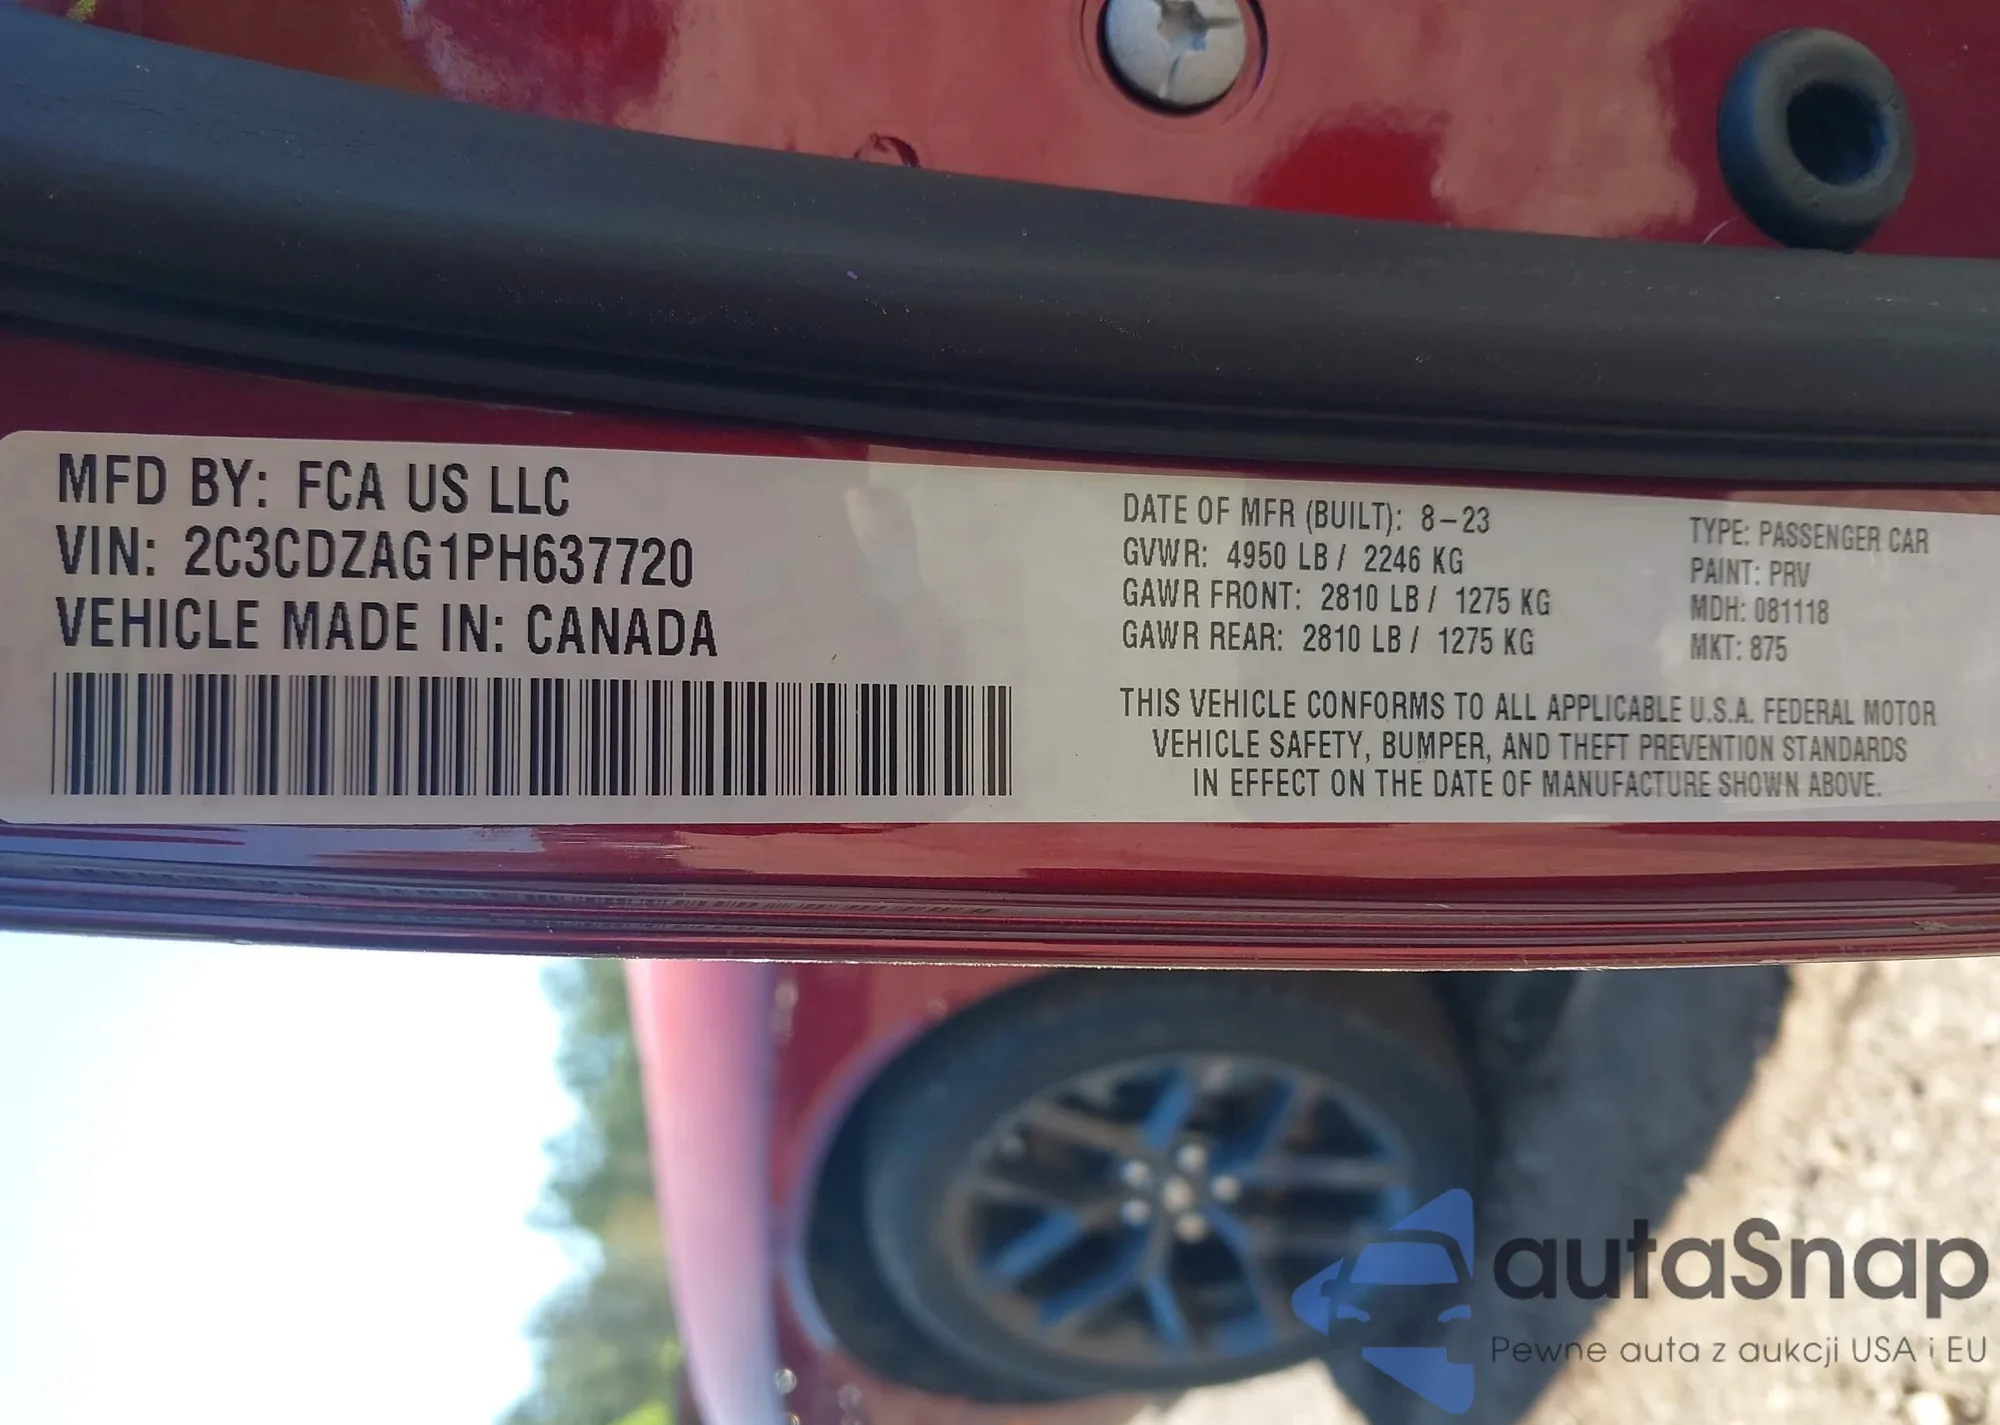 MFD BY: FCA US LLC
VIN: 2C3CDZAG1PH637720
VEHICLE MADE IN: CANADA
DATE OF MFR (BUILT): 8-23
GVWR: 4950 LB / 2246 KG
GAWR FRONT: 2810 LB / 1275 KG
GAWR REAR: 2810 LB / 1275 KG
TYPE: PASSENGER CAR
PAINT: PRV
MDH: 081118
MKT: 875
THIS VEHICLE CONFORMS TO ALL APPLICABLE U.S.A. FEDERAL MOTOR
VEHICLE SAFETY, BUMPER, AND THEFT PREVENTION STANDARDS
IN EFFECT ON THE DATE OF MANUFACTURE SHOWN ABOVE.
autaSnap
Pewne auta z aukcji USA i EU